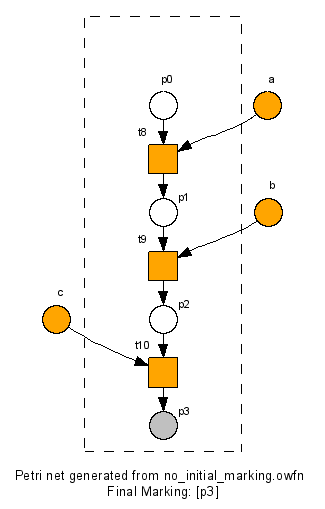 p0
a
t8
p1
b
t9
c
p2
t10
p3
Petri net generated from no_initial_marking.owfn
Final Marking: [p3]